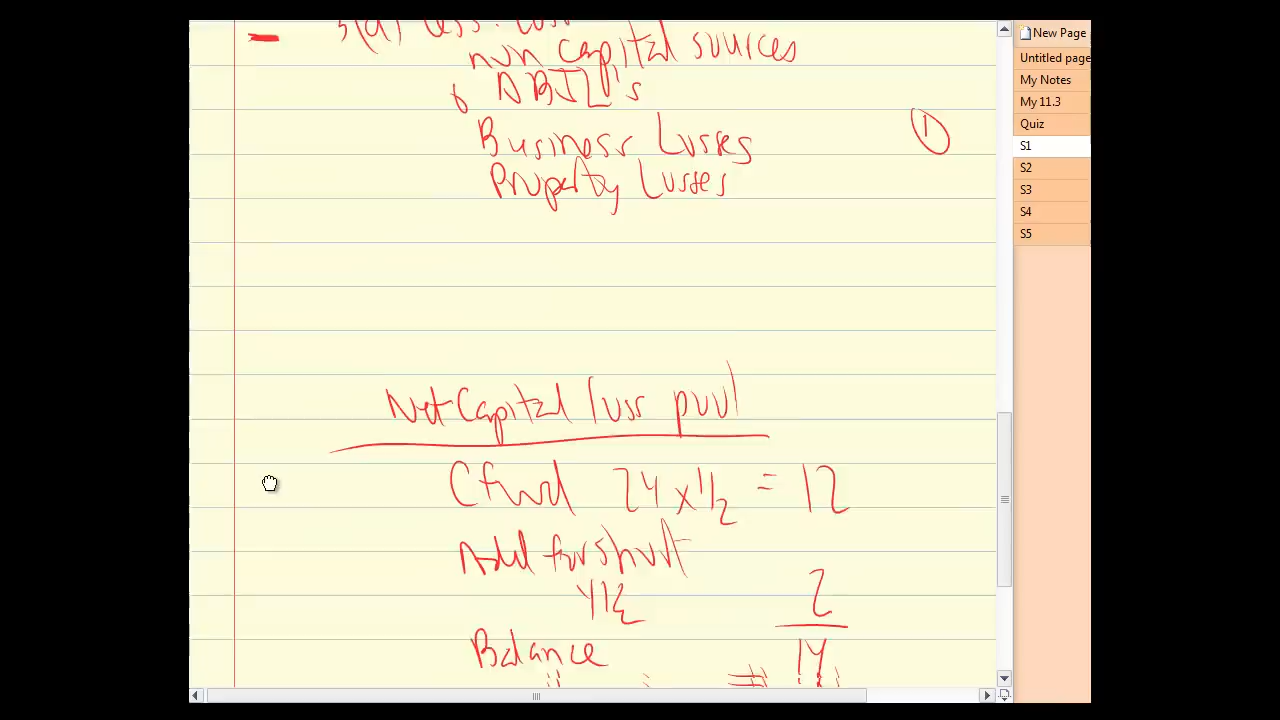 non capital sources
ABIL's
Business Losses
1
Property Losses
Net Capital loss pool
Cfwd 24 x 1/2 = 12
Add for short
2
Balance 14
New Page
Untitled page
My Notes
My 11.3
Quiz
S1
S2
S3
S4
S5